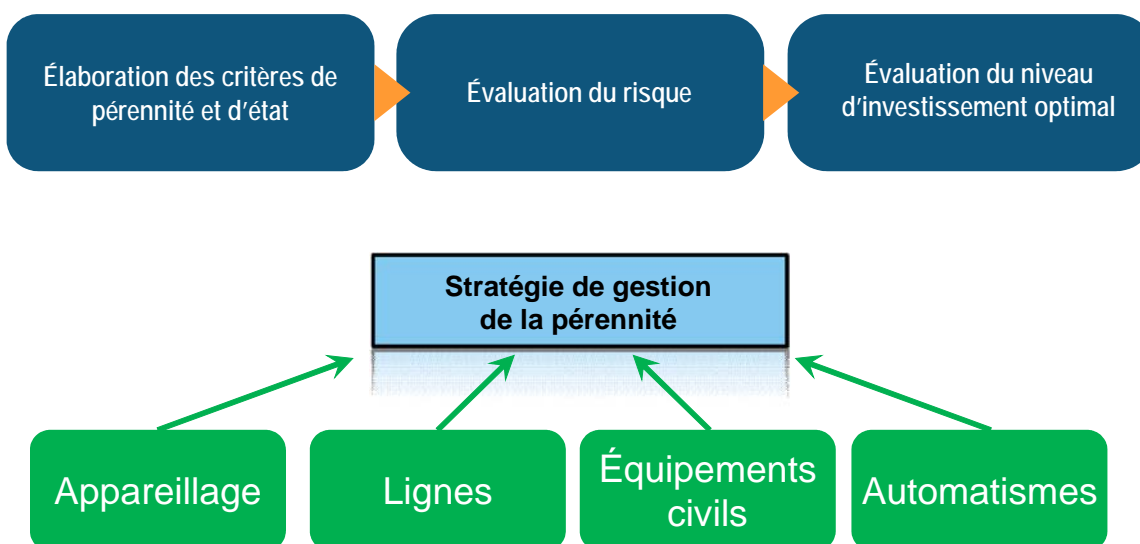 Élaboration des critères de
pérennité et d'état
Évaluation du risque
Évaluation du niveau
d'investissement optimal
Stratégie de gestion
de la pérennité
Appareillage
Lignes
Équipements
civils
Automatismes